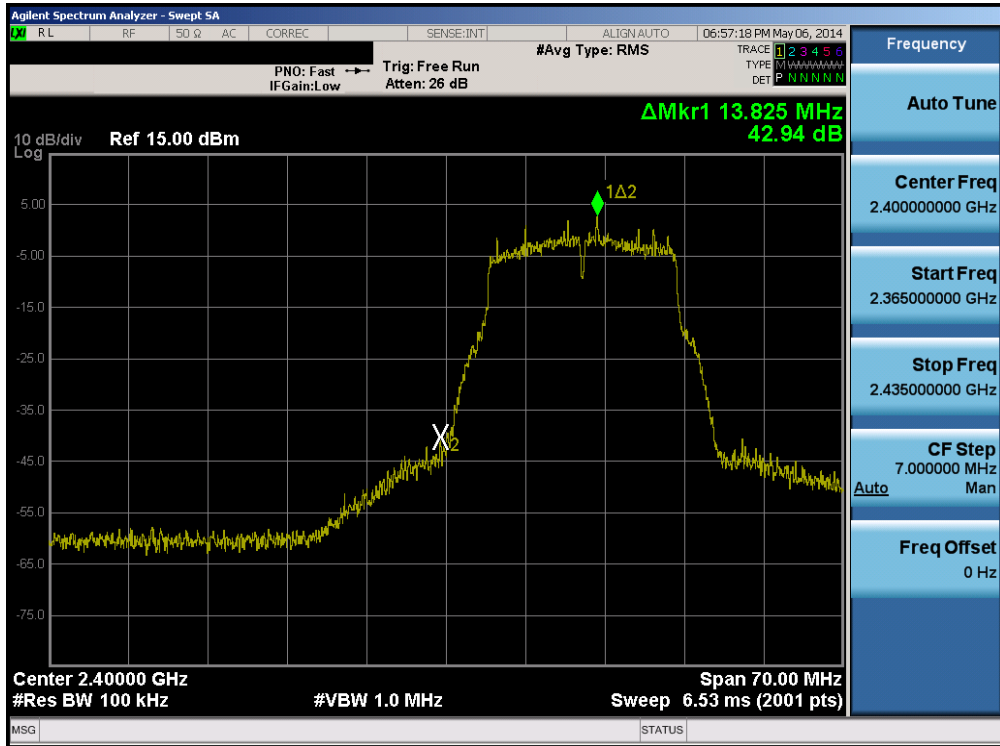 Agilent Spectrum Analyzer - Swept SA
LXI RL RF 50 Ω AC CORREC SENSE:INT ALIGN AUTO 06:57:18 PM May 06, 2014
Frequency
#Avg Type: RMS TRACE 1 2 3 4 5 6
PNO: Fast Trig: Free Run TYPE M WWWWW
IFGain:Low Atten: 26 dB DET P N N N N N
Auto Tune
ΔMkr1 13.825 MHz
42.94 dB
10 dB/div Ref 15.00 dBm
Log
Center Freq
2.400000000 GHz
1Δ2
5.00
-5.00
Start Freq
2.365000000 GHz
-15.0
-25.0
Stop Freq
2.435000000 GHz
-35.0
X2
-45.0
CF Step
7.000000 MHz
Auto Man
-55.0
Freq Offset
0 Hz
-65.0
-75.0
Center 2.40000 GHz Span 70.00 MHz
#Res BW 100 kHz #VBW 1.0 MHz Sweep 6.53 ms (2001 pts)
MSG STATUS